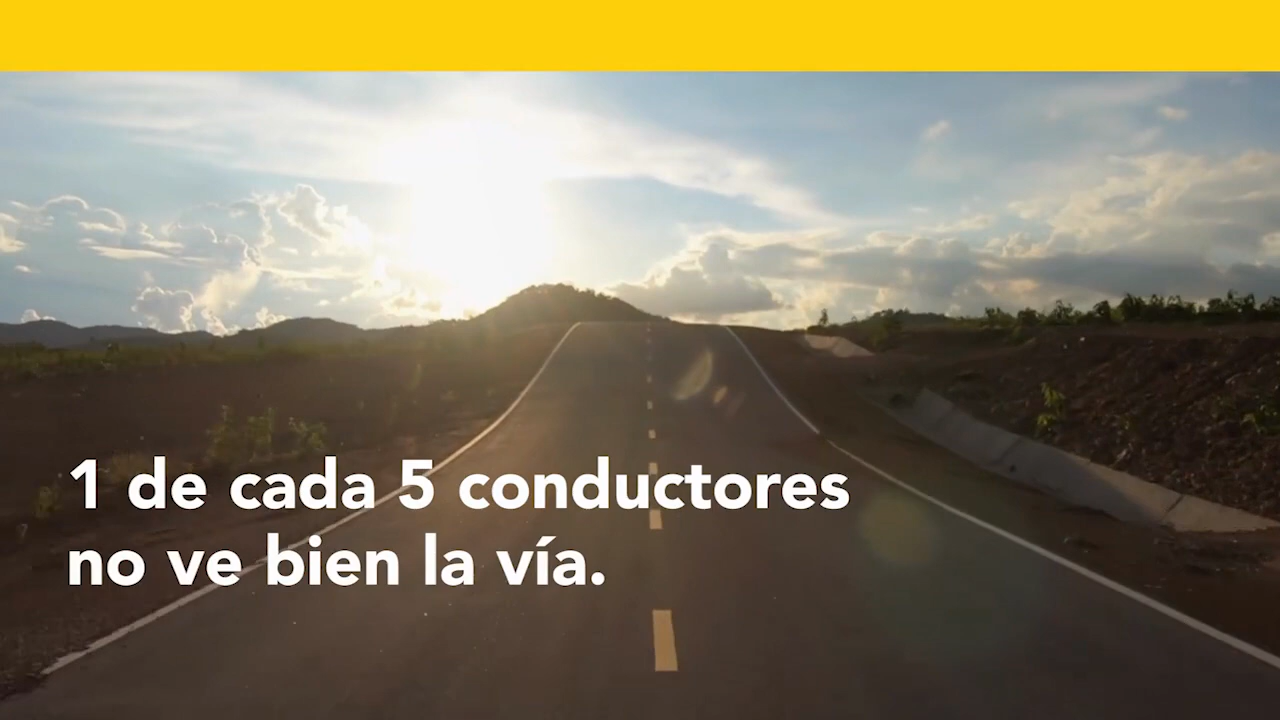 1 de cada 5 conductores
no ve bien la vía.